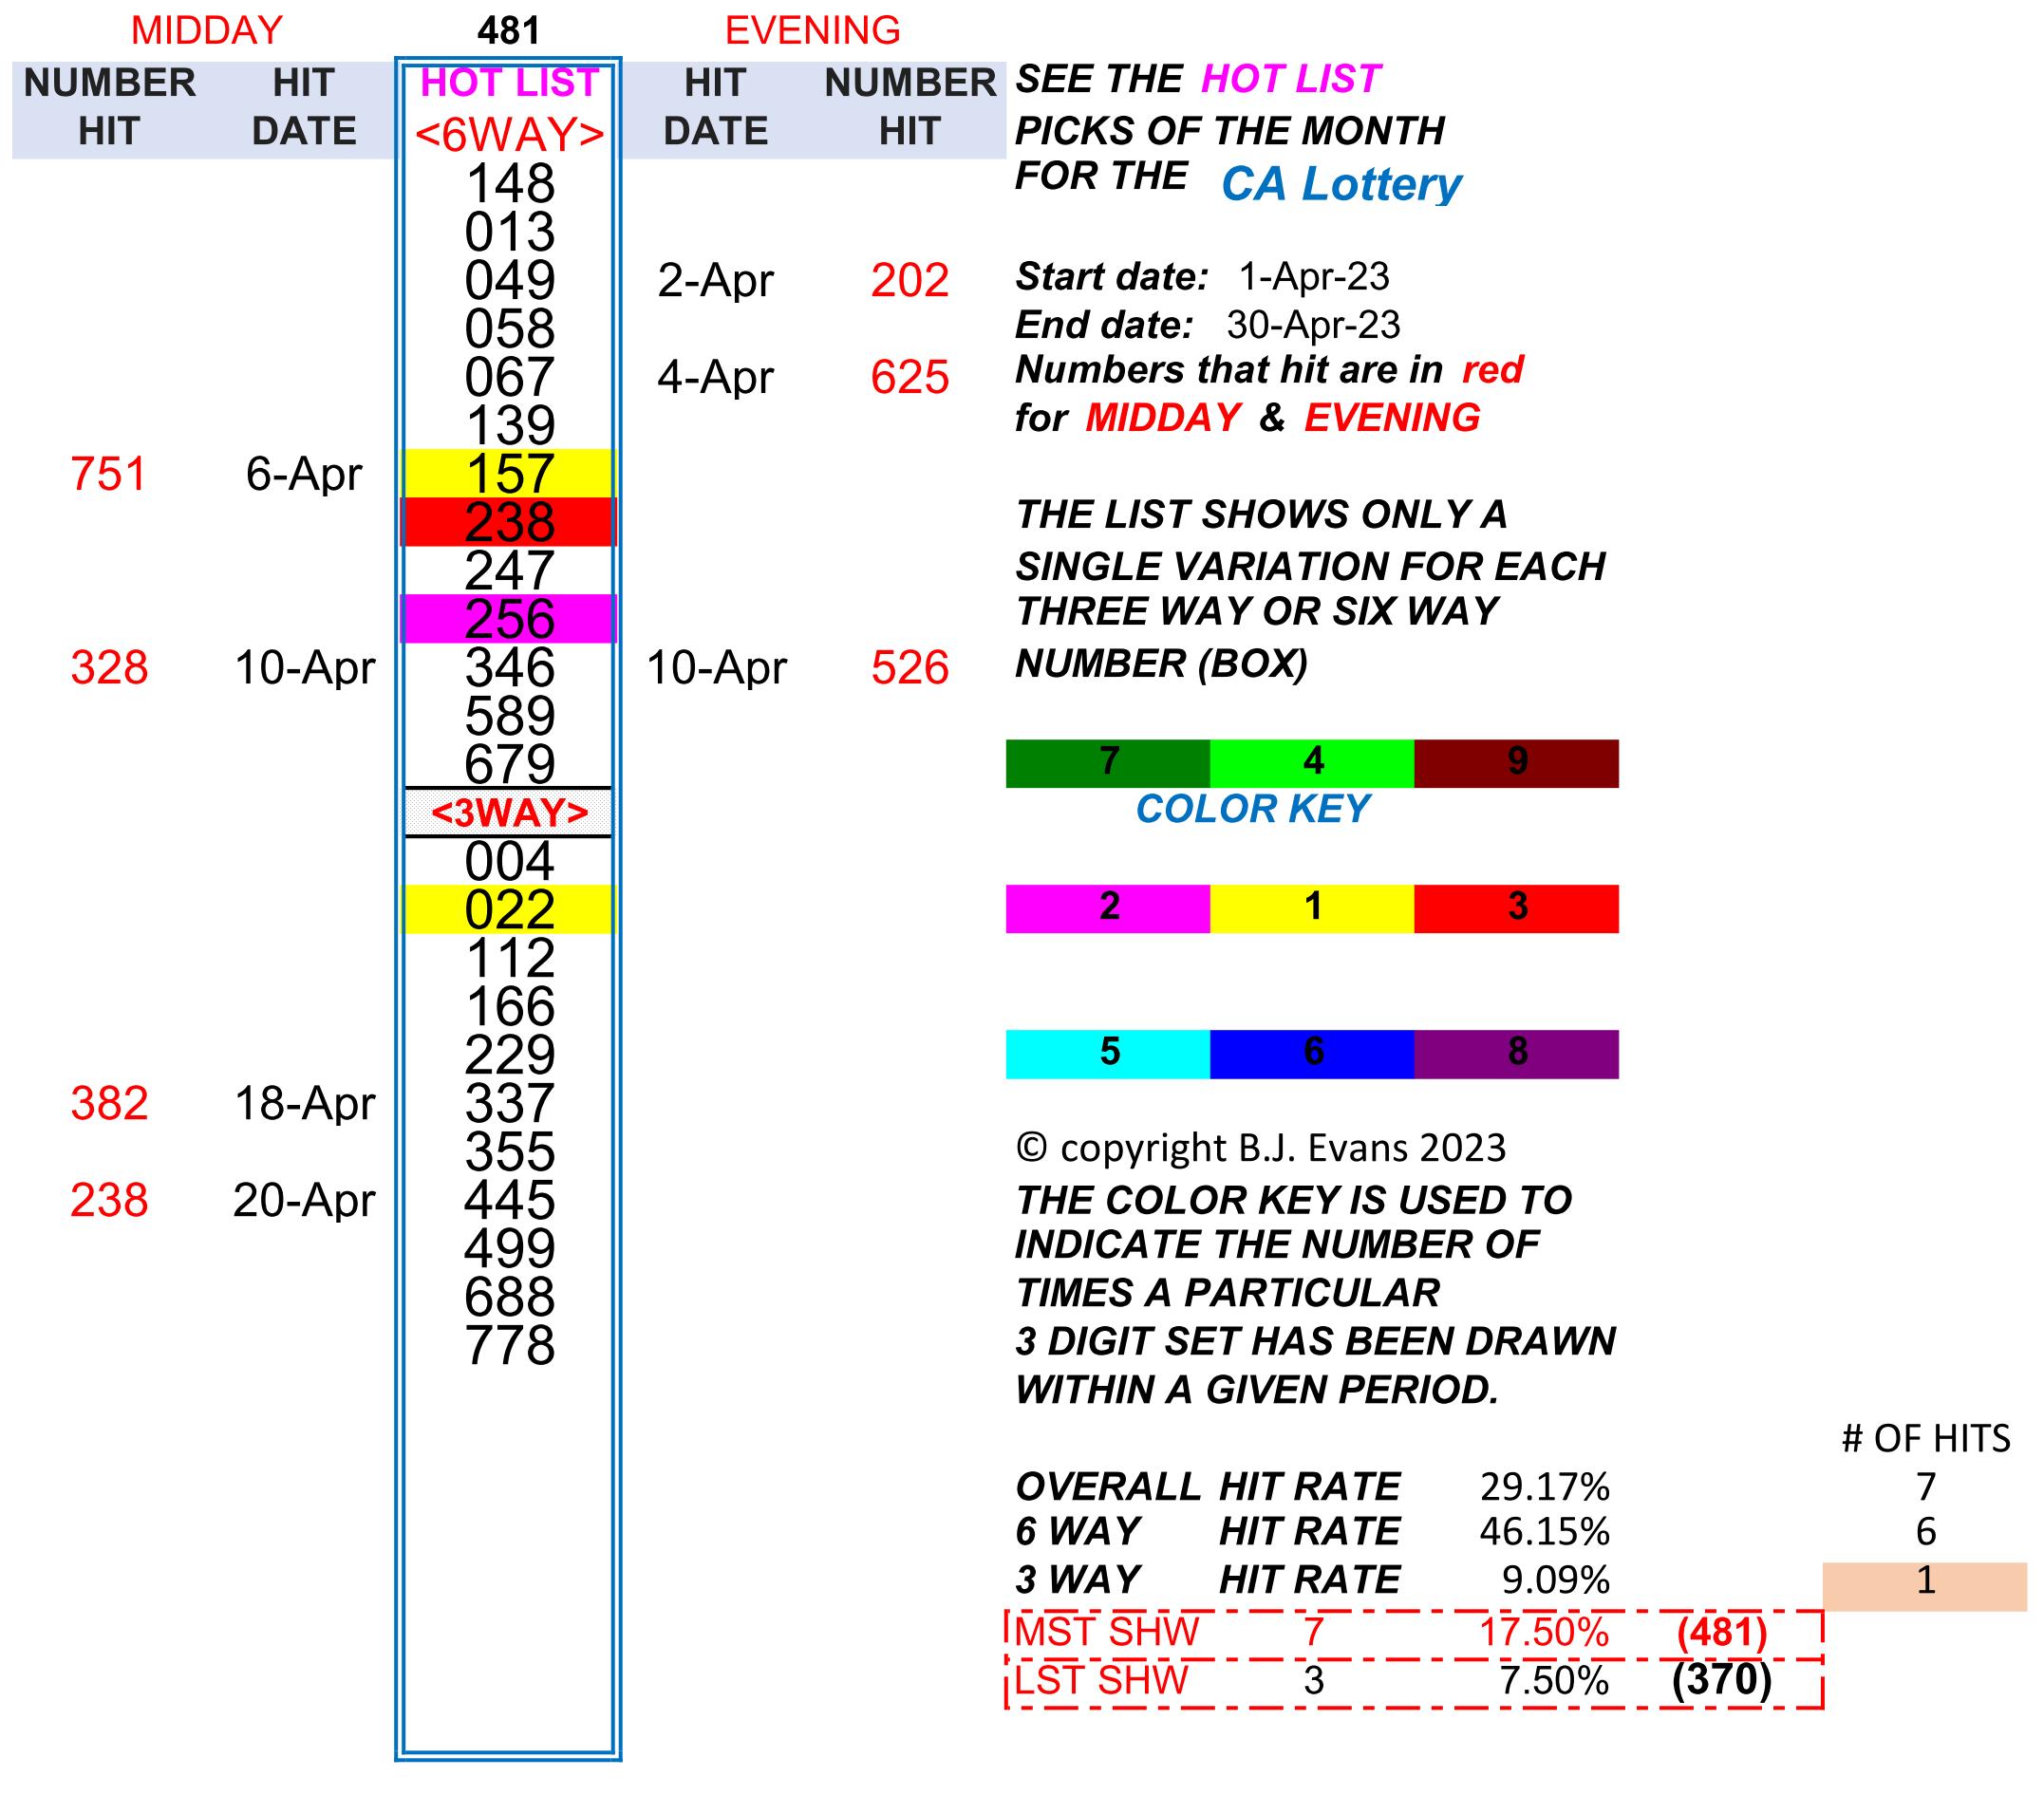 MIDDAY 481 EVENING
NUMBER HIT HOT LIST HIT NUMBER SEE THE HOT LIST
HIT DATE <6WAY> DATE HIT PICKS OF THE MONTH
148 FOR THE CA Lottery
013
049 2-Apr 202 Start date: 1-Apr-23
058 End date: 30-Apr-23
067 4-Apr 625 Numbers that hit are in red
139 for MIDDAY & EVENING
751 6-Apr 157
238 THE LIST SHOWS ONLY A
247 SINGLE VARIATION FOR EACH
256 THREE WAY OR SIX WAY
328 10-Apr 346 10-Apr 526 NUMBER (BOX)
589
679 7 4 9
<3WAY> COLOR KEY
004
022 2 1 3
112
166
229 5 6 8
382 18-Apr 337
355 © copyright B.J. Evans 2023
238 20-Apr 445 THE COLOR KEY IS USED TO
499 INDICATE THE NUMBER OF
688 TIMES A PARTICULAR
778 3 DIGIT SET HAS BEEN DRAWN
WITHIN A GIVEN PERIOD.
# OF HITS
OVERALL HIT RATE 29.17% 7
6 WAY HIT RATE 46.15% 6
3 WAY HIT RATE 9.09% 1
MST SHW 7 17.50% (481)
LST SHW 3 7.50% (370)